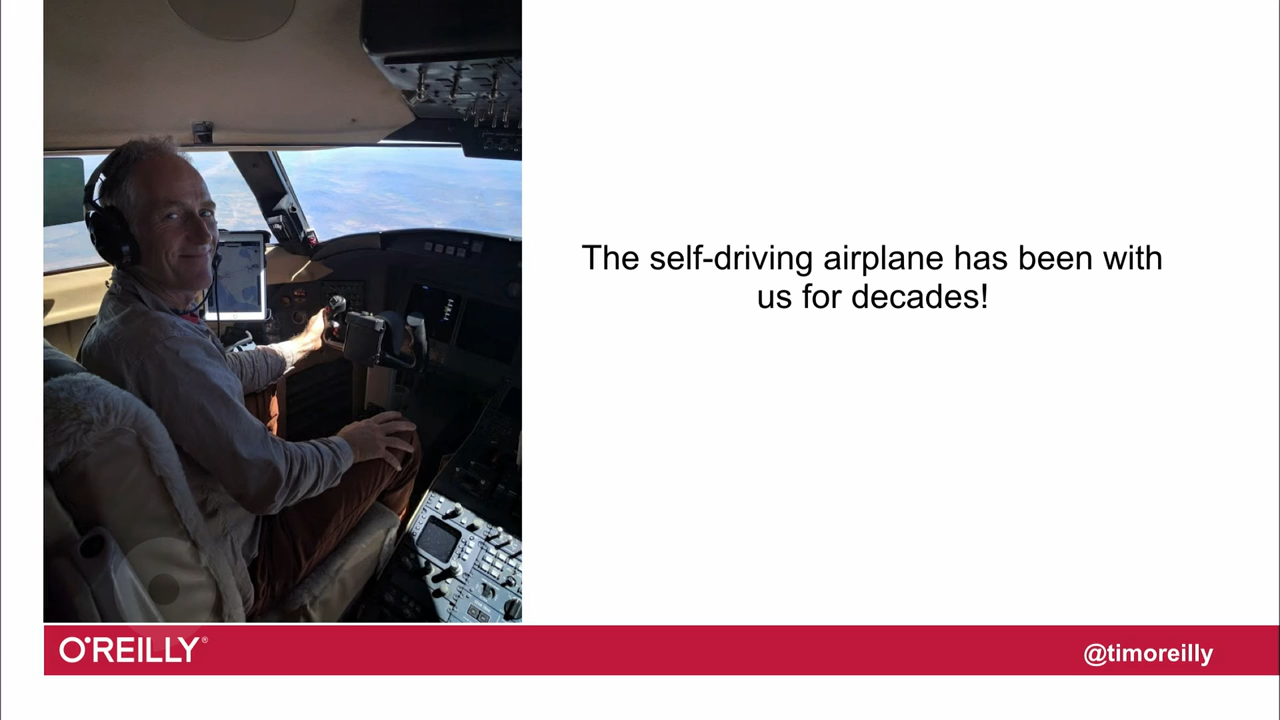 The self-driving airplane has been with
us for decades!
O'REILLY®
@timoreilly